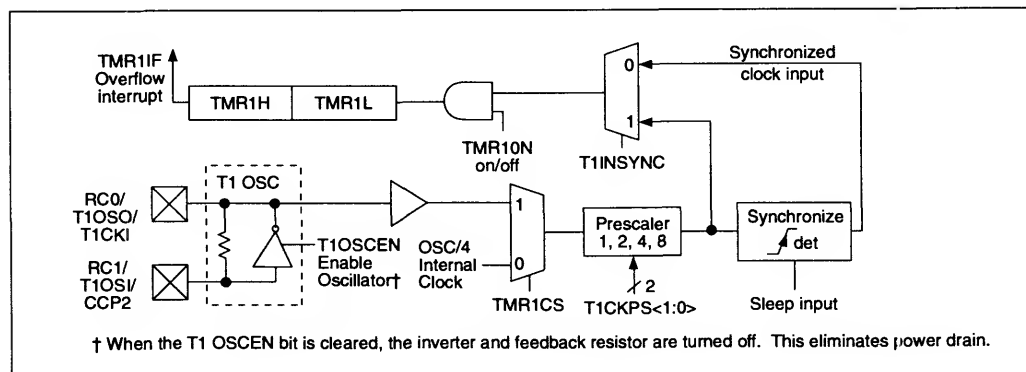 TMR1IF
Overflow
interrupt
TMR1H
TMR1L
TMR10N
on/off
0
1
T1INSYNC
Synchronized
clock input
RC0/
T1OSO/
T1CKI
RC1/
T1OSI/
CCP2
T1 OSC
T1OSCEN
Enable
Oscillator†
OSC/4
Internal
Clock
1
0
TMR1CS
Prescaler
1, 2, 4, 8
2
T1CKPS<1:0>
Synchronize
det
Sleep input
† When the T1 OSCEN bit is cleared, the inverter and feedback resistor are turned off. This eliminates power drain.